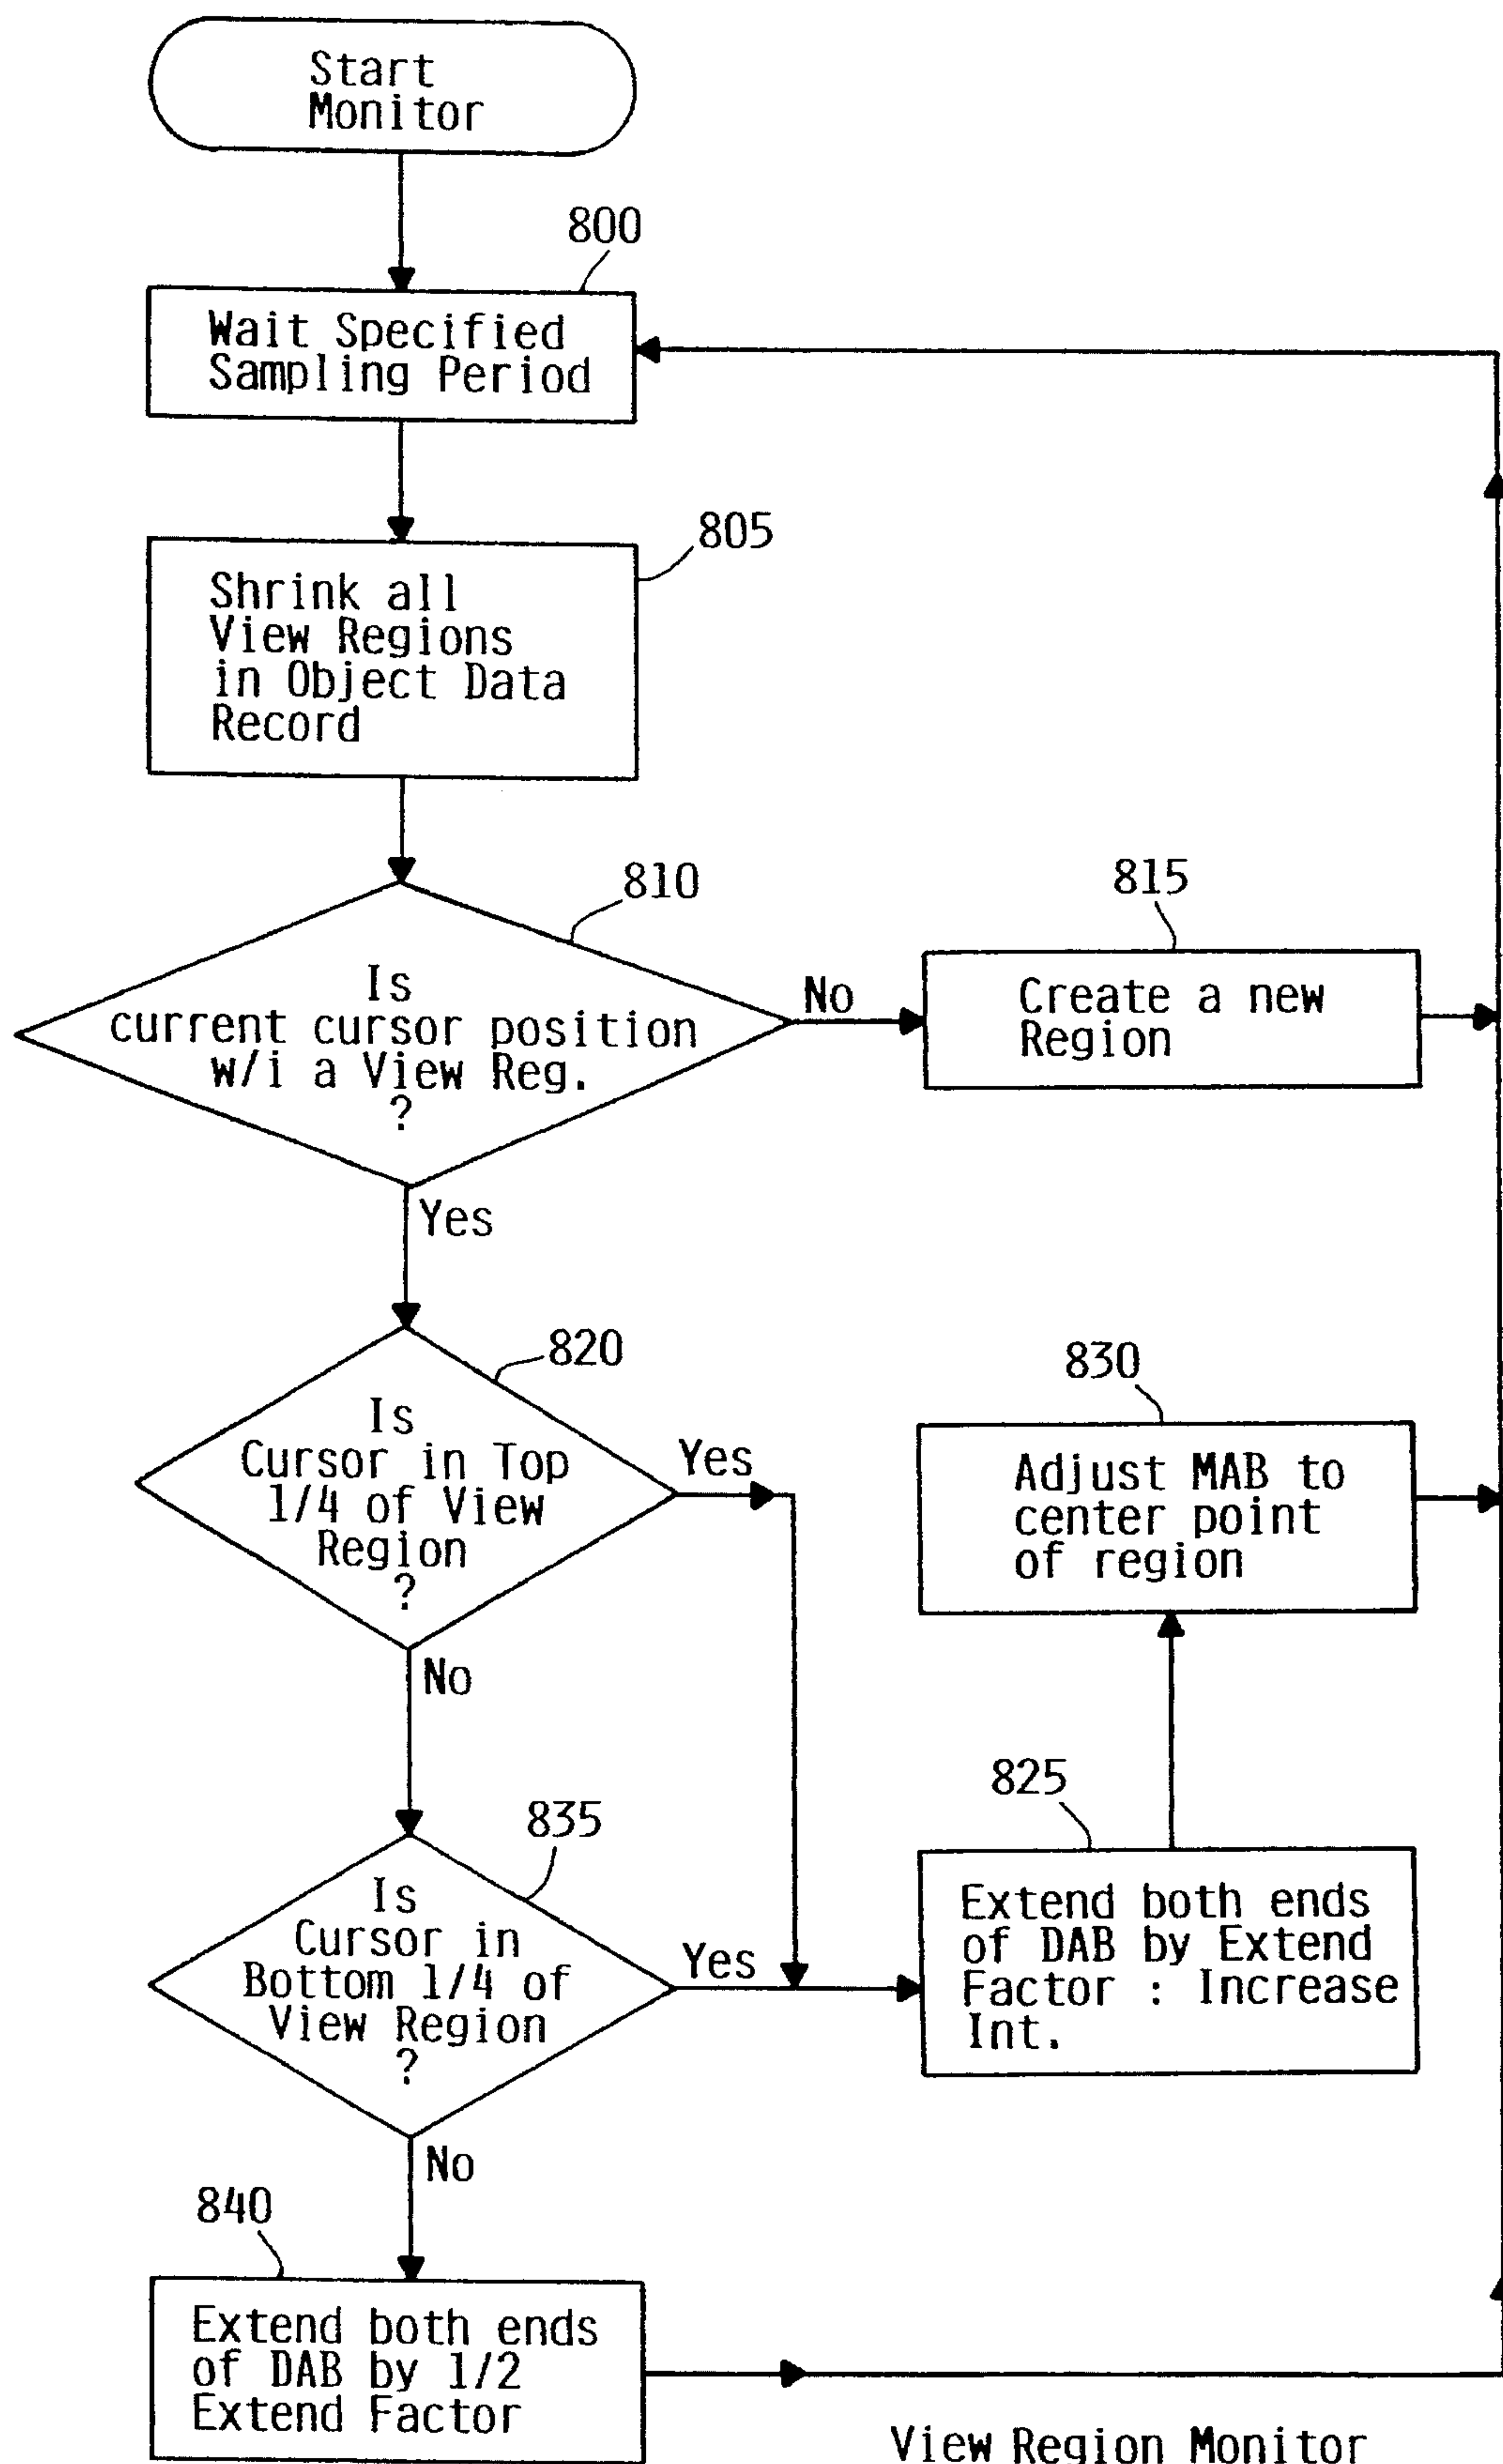 Start
Monitor
800
Wait Specified
Sampling Period
805
Shrink all
View Regions
in Object Data
Record
810
Is
current cursor position
w/i a View Reg.
?
No
815
Create a new
Region
Yes
820
Is
Cursor in Top
1/4 of View
Region
?
Yes
830
Adjust MAB to
center point
of region
No
835
Is
Cursor in
Bottom 1/4 of
View Region
?
Yes
825
Extend both ends
of DAB by Extend
Factor : Increase
Int.
No
840
Extend both ends
of DAB by 1/2
Extend Factor
View Region Monitor